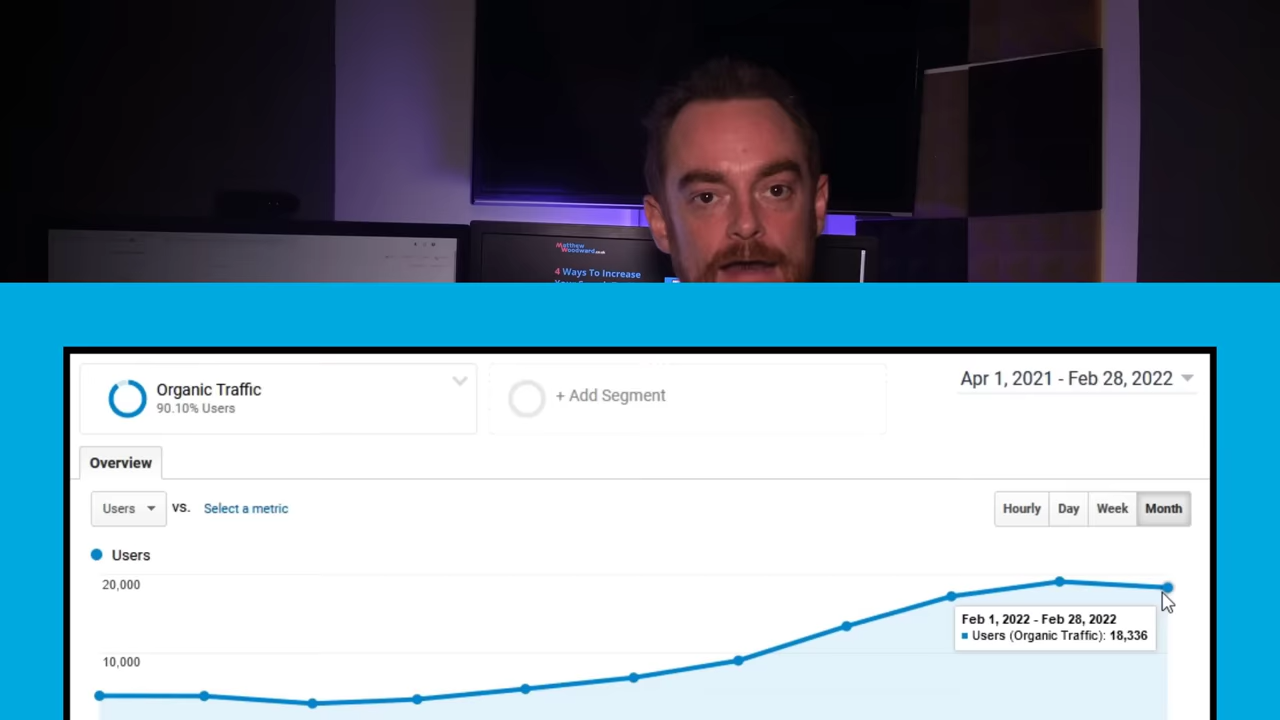 Matthew
Woodward.co.uk
4 Ways To Increase
Organic Traffic
90.10% Users
+ Add Segment
Apr 1, 2021 - Feb 28, 2022
Overview
Users
VS.
Select a metric
Hourly
Day
Week
Month
Users
20,000
10,000
Feb 1, 2022 - Feb 28, 2022
Users (Organic Traffic): 18,336